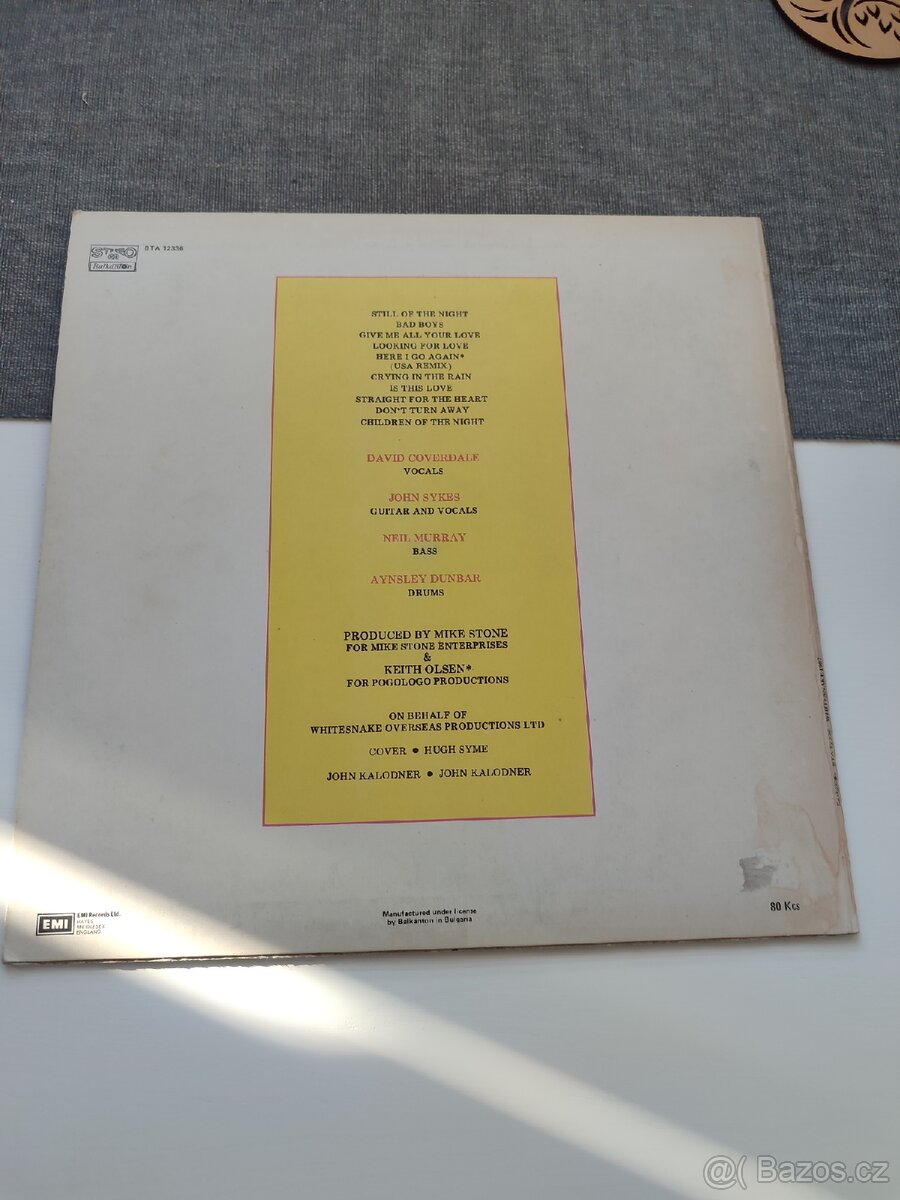 STEREO
Balkanton
BTA 12336
STILL OF THE NIGHT
BAD BOYS
GIVE ME ALL YOUR LOVE
LOOKING FOR LOVE
HERE I GO AGAIN*
(USA REMIX)
CRYING IN THE RAIN
IS THIS LOVE
STRAIGHT FOR THE HEART
DON'T TURN AWAY
CHILDREN OF THE NIGHT
DAVID COVERDALE
VOCALS
JOHN SYKES
GUITAR AND VOCALS
NEIL MURRAY
BASS
AYNSLEY DUNBAR
DRUMS
PRODUCED BY MIKE STONE
FOR MIKE STONE ENTERPRISES
&
KEITH OLSEN*
FOR POGOLOGO PRODUCTIONS
ON BEHALF OF
WHITESNAKE OVERSEAS PRODUCTIONS LTD
COVER • HUGH SYME
JOHN KALODNER • JOHN KALODNER
EMI
EMI Records Ltd.
HAYES
MIDDLESEX
ENGLAND
Manufactured under license
by Balkanton in Bulgaria
80 Kcs
@( Bazos.cz